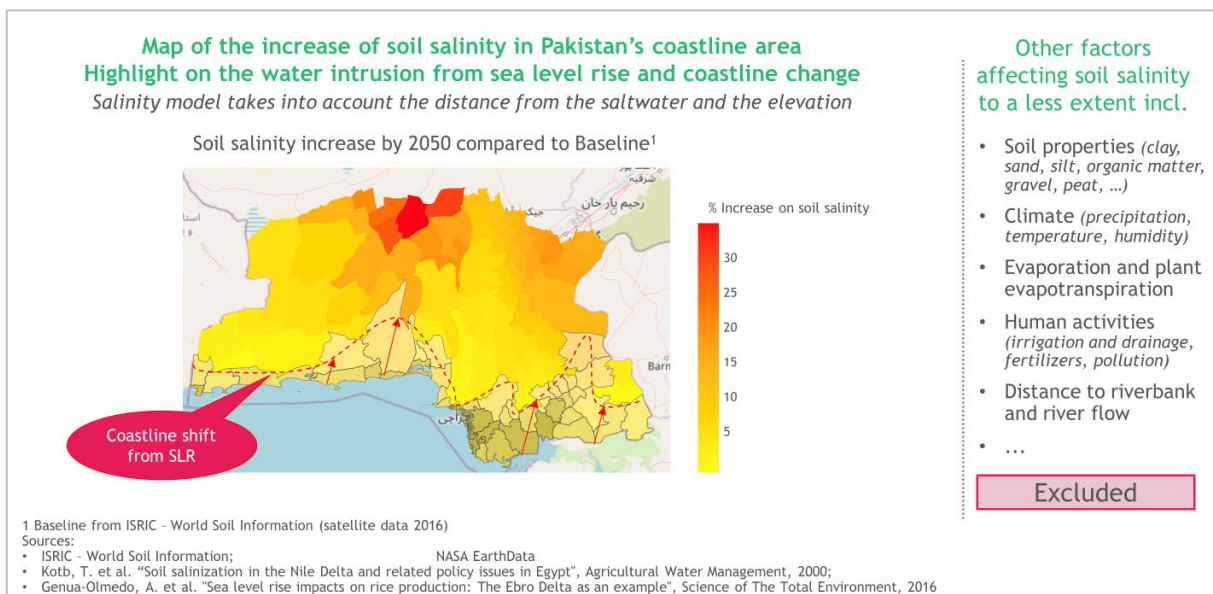 Map of the increase of soil salinity in Pakistan's coastline area
Highlight on the water intrusion from sea level rise and coastline change
Salinity model takes into account the distance from the saltwater and the elevation
Soil salinity increase by 2050 compared to Baseline¹
رحیم یار خان
کراچی
Barm
% Increase on soil salinity
30
25
20
15
10
5
Coastline shift
from SLR
Other factors
affecting soil salinity
to a less extent incl.
• Soil properties (clay,
sand, silt, organic matter,
gravel, peat, …)
• Climate (precipitation,
temperature, humidity)
• Evaporation and plant
evapotranspiration
• Human activities
(irrigation and drainage,
fertilizers, pollution)
• Distance to riverbank
and river flow
• ...
Excluded
1 Baseline from ISRIC - World Soil Information (satellite data 2016)
Sources:
• ISRIC - World Soil Information; NASA EarthData
• Kotb, T. et al. “Soil salinization in the Nile Delta and related policy issues in Egypt", Agricultural Water Management, 2000;
• Genua-Olmedo, A. et al. "Sea level rise impacts on rice production: The Ebro Delta as an example", Science of The Total Environment, 2016